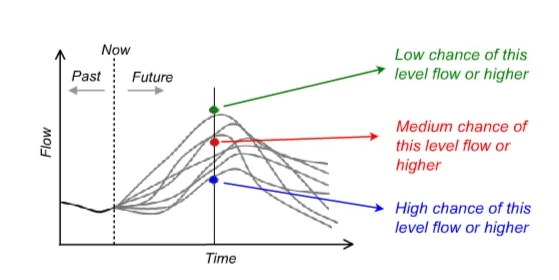 Now
Past
Future
Flow
Time
Low chance of this
level flow or higher
Medium chance of
this level flow or
higher
High chance of this
level flow or higher